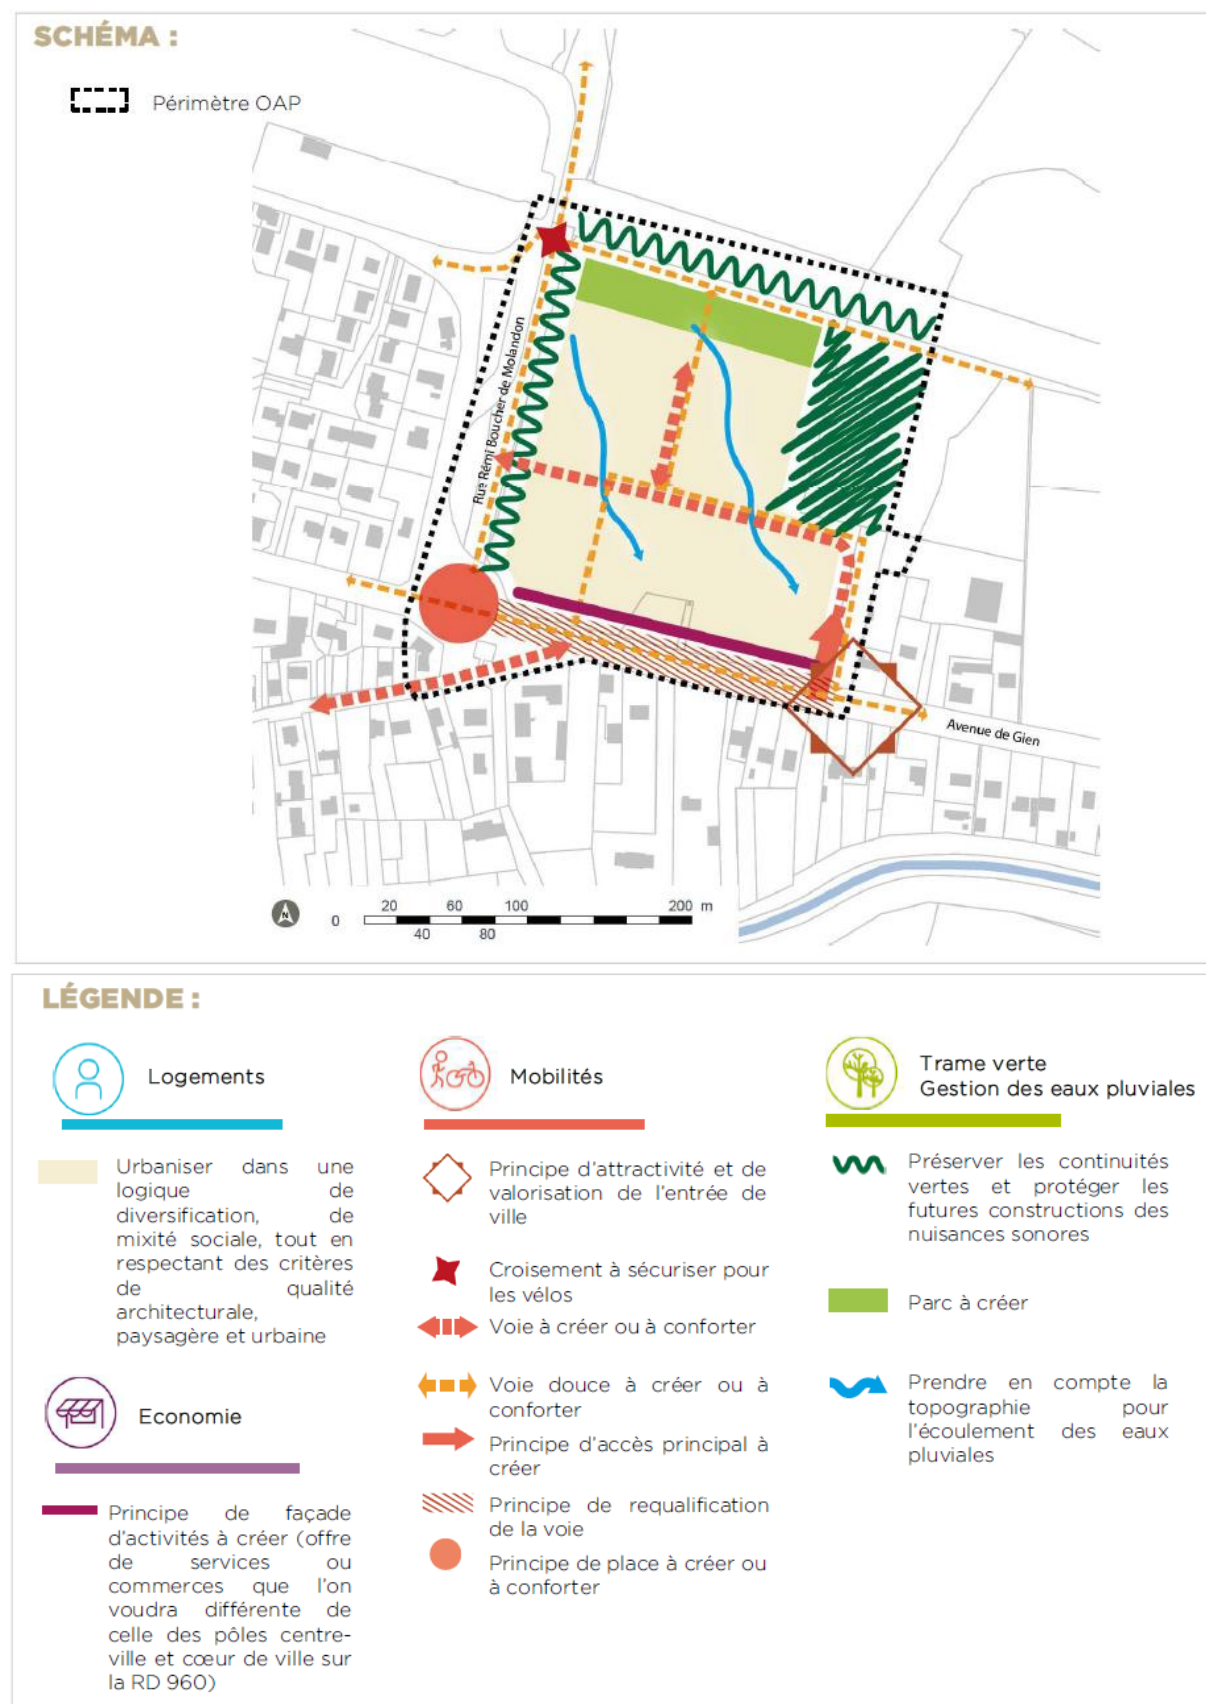 SCHÉMA :
Périmètre OAP
Rue Rémi Boucher de Molandon
Avenue de Gien
N
0 20 60 100 200 m
40 80
LÉGENDE :
Logements
Urbaniser dans une
logique de
diversification, de
mixité sociale, tout en
respectant des critères
de qualité
architecturale,
paysagère et urbaine
Economie
Principe de façade
d'activités à créer (offre
de services ou
commerces que l'on
voudra différente de
celle des pôles centre-
ville et cœur de ville sur
la RD 960)
Mobilités
Principe d'attractivité et de
valorisation de l'entrée de
ville
Croisement à sécuriser pour
les vélos
Voie à créer ou à conforter
Voie douce à créer ou à
conforter
Principe d'accès principal à
créer
Principe de requalification
de la voie
Principe de place à créer ou
à conforter
Trame verte
Gestion des eaux pluviales
Préserver les continuités
vertes et protéger les
futures constructions des
nuisances sonores
Parc à créer
Prendre en compte la
topographie pour
l'écoulement des eaux
pluviales